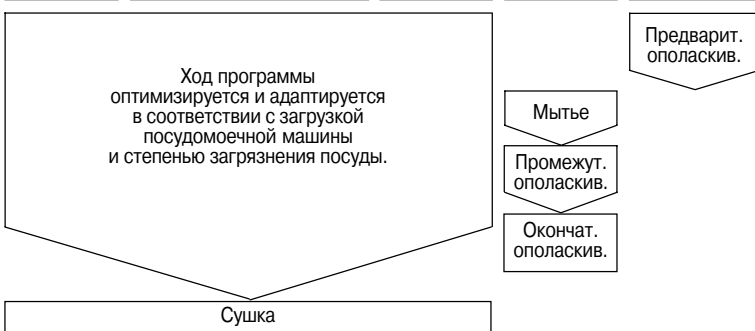 Ход программы
оптимизируется и адаптируется
в соответствии с загрузкой
посудомоечной машины
и степенью загрязнения посуды.
Сушка
Мытье
Промежут.
ополаскив.
Окончат.
ополаскив.
Предварит.
ополаскив.